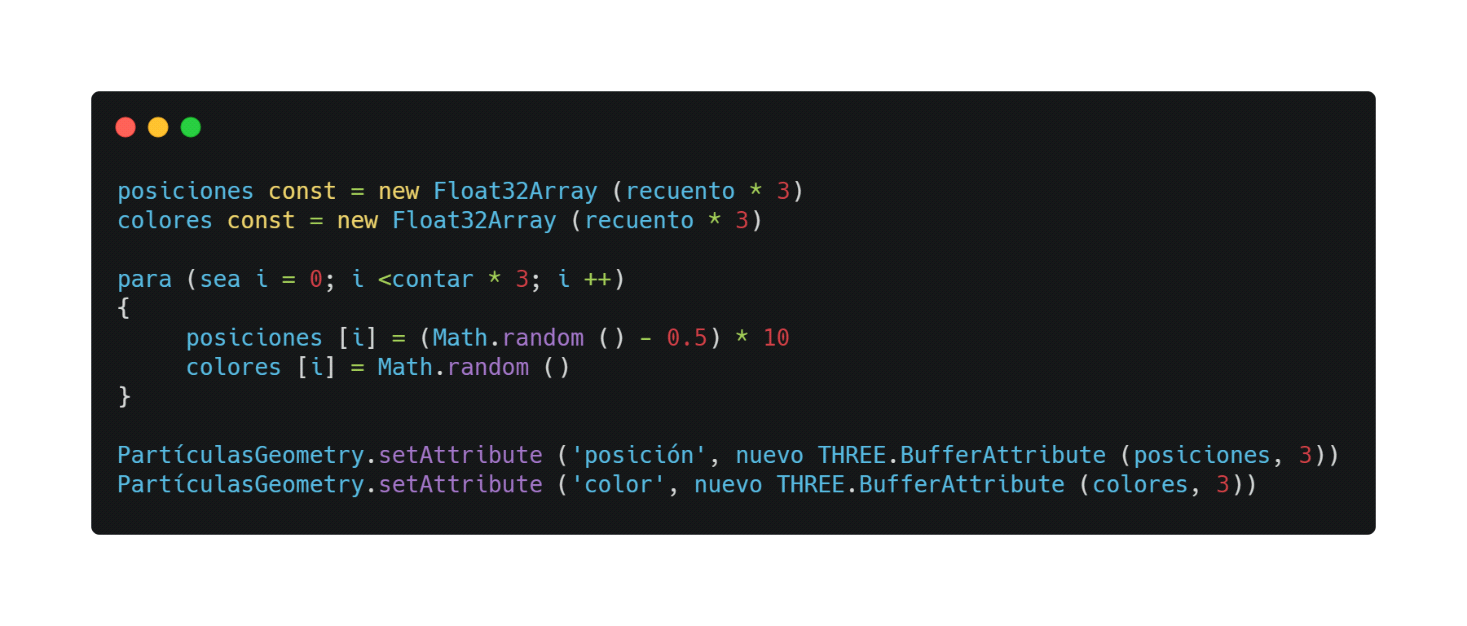 posiciones const = new Float32Array (recuento * 3)
colores const = new Float32Array (recuento * 3)
para (sea i = 0; i <contar * 3; i ++)
{
posiciones [i] = (Math.random () - 0.5) * 10
colores [i] = Math.random ()
}
PartículasGeometry.setAttribute ('posición', nuevo THREE.BufferAttribute (posiciones, 3))
PartículasGeometry.setAttribute ('color', nuevo THREE.BufferAttribute (colores, 3))